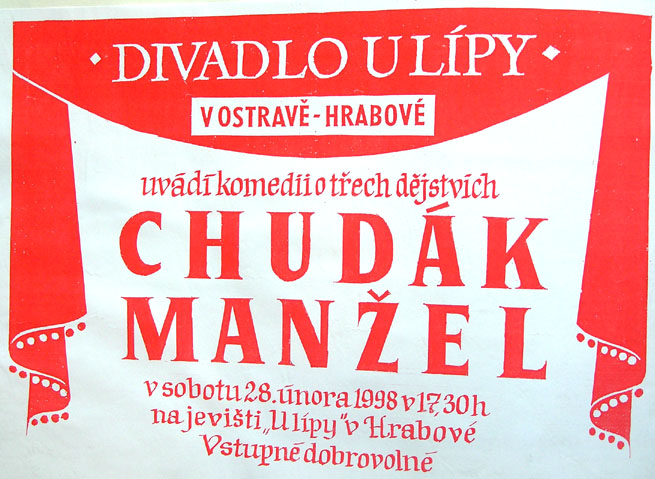 DIVADLO U LÍPY
V OSTRAVĚ - HRABOVÉ
uvádí komedii o třech dějstvích
CHUDÁK
MANŽEL
v sobotu 28. února 1998 v 17,30 h
na jevišti „U lípy" v Hrabové
Vstupné dobrovolné